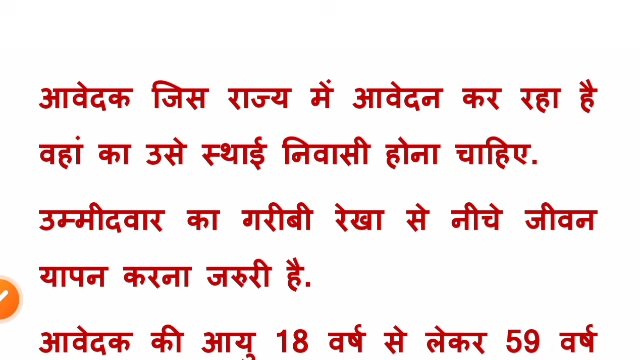 आवेदक जिस राज्य में आवेदन कर रहा है
वहां का उसे स्थाई निवासी होना चाहिए.
उम्मीदवार का गरीबी रेखा से नीचे जीवन
यापन करना जरुरी है.
आवेदक की आयु 18 वर्ष से लेकर 59 वर्ष